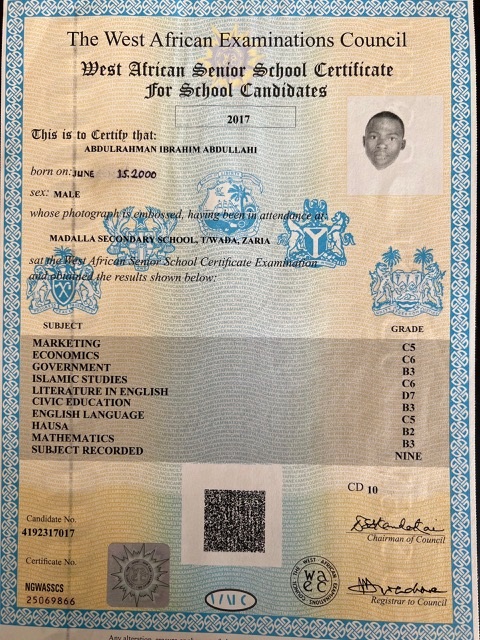 The West African Examinations Council
West African Senior School Certificate
For School Candidates
2017
This is to Certify that:
ABDULRAHMAN IBRAHIM ABDULLAHI
born on: JUNE 15, 2000
sex: MALE
whose photograph is embossed, having been in attendance at:
MADALLA SECONDARY SCHOOL, T/WADA, ZARIA
sat the West African Senior School Certificate Examination
and obtained the results shown below:
SUBJECT GRADE
MARKETING C5
ECONOMICS C6
GOVERNMENT B3
ISLAMIC STUDIES C6
LITERATURE IN ENGLISH D7
CIVIC EDUCATION B3
ENGLISH LANGUAGE C5
HAUSA B2
MATHEMATICS B3
SUBJECT RECORDED NINE
CD 10
Candidate No.
4192317017
Chairman of Council
Certificate No.
NGWASSCS
25069866
Registrar to Council